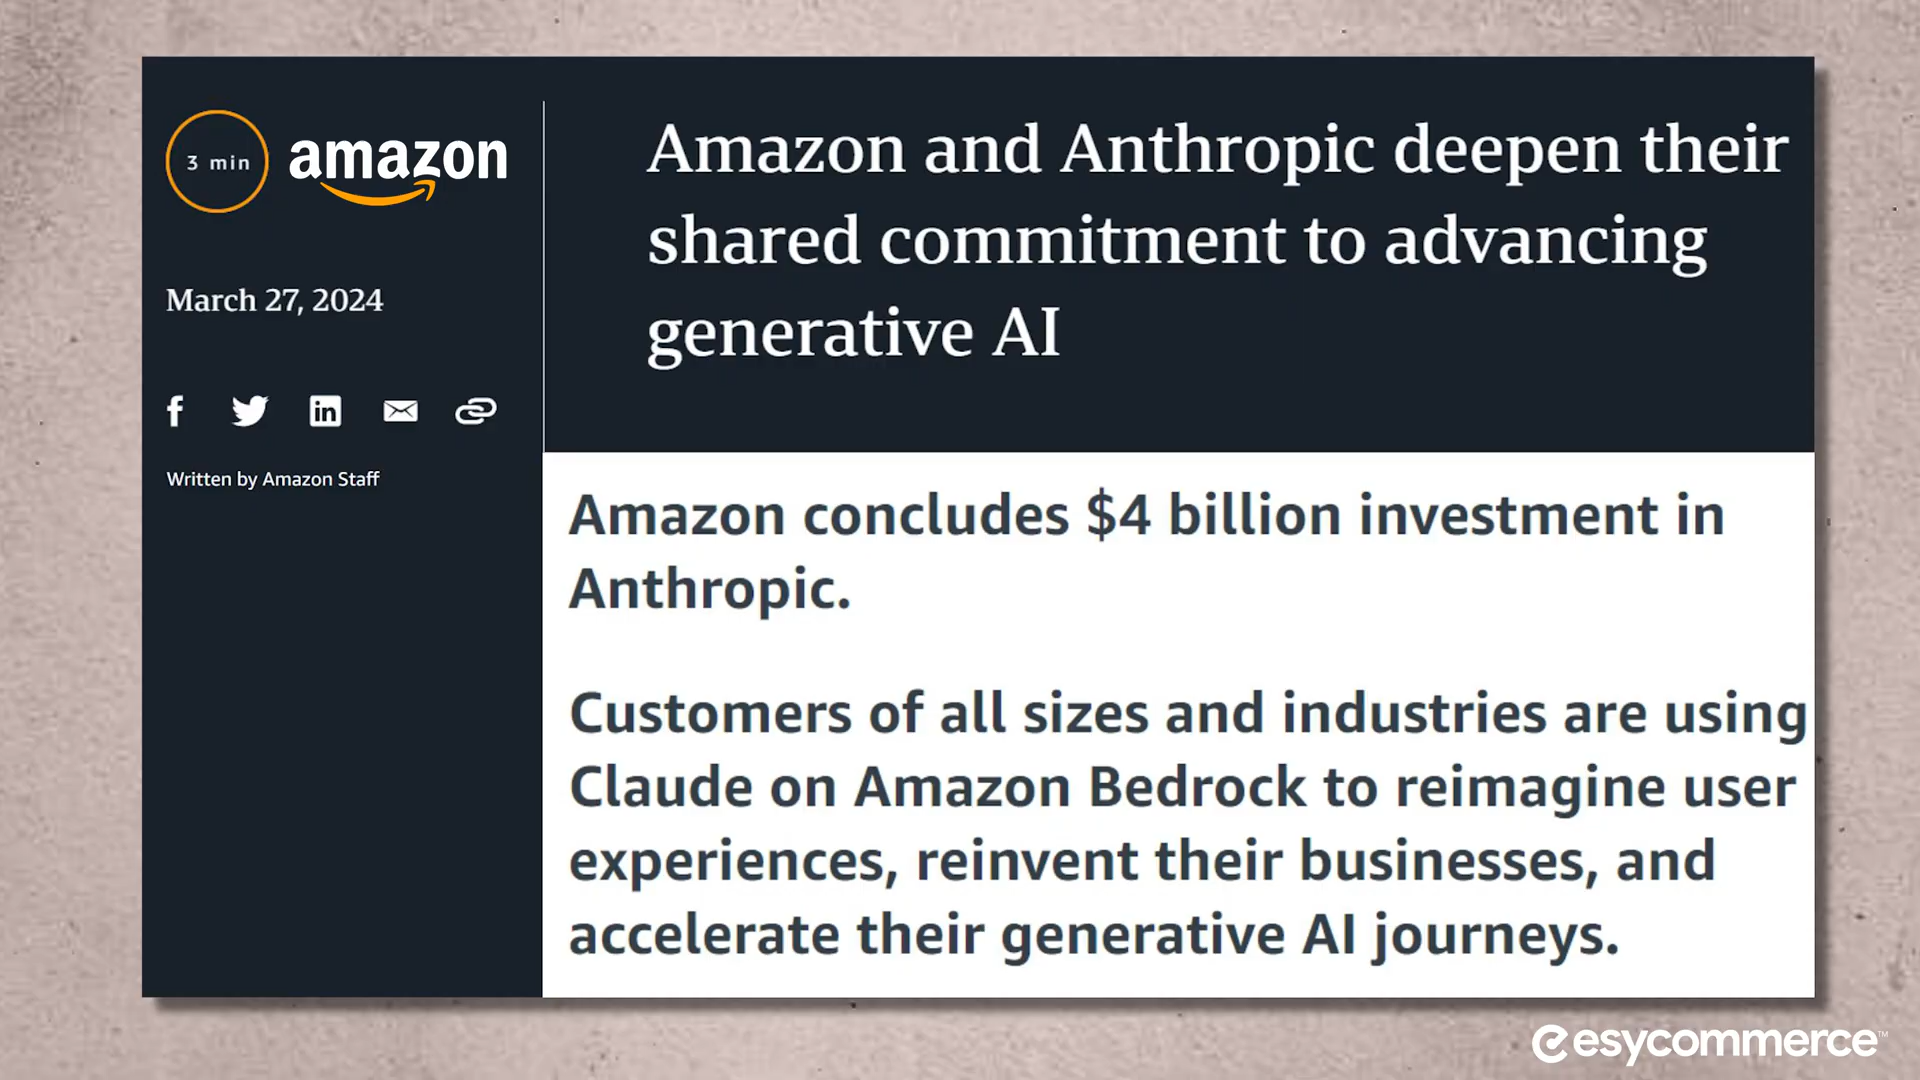 3 min
amazon
March 27, 2024
Written by Amazon Staff
Amazon and Anthropic deepen their
shared commitment to advancing
generative AI
Amazon concludes $4 billion investment in
Anthropic.
Customers of all sizes and industries are using
Claude on Amazon Bedrock to reimagine user
experiences, reinvent their businesses, and
accelerate their generative AI journeys.
esycommerce™